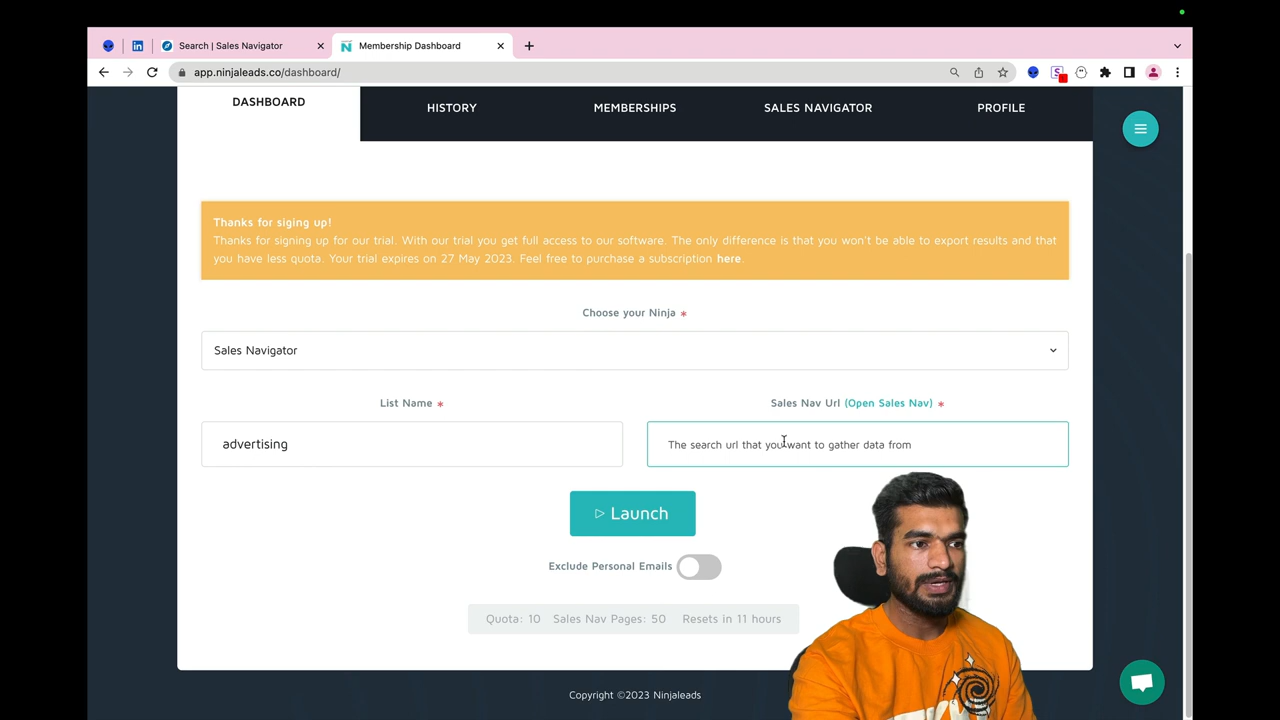 Search | Sales Navigator
Membership Dashboard
app.ninjaleads.co/dashboard/
DASHBOARD
HISTORY
MEMBERSHIPS
SALES NAVIGATOR
PROFILE
Thanks for siging up!
Thanks for signing up for our trial. With our trial you get full access to our software. The only difference is that you won't be able to export results and that
you have less quota. Your trial expires on 27 May 2023. Feel free to purchase a subscription here.
Choose your Ninja *
Sales Navigator
List Name *
Sales Nav Url (Open Sales Nav) *
advertising
The search url that you want to gather data from
Launch
Exclude Personal Emails
Quota: 10 Sales Nav Pages: 50 Resets in 11 hours
Copyright ©2023 Ninjaleads